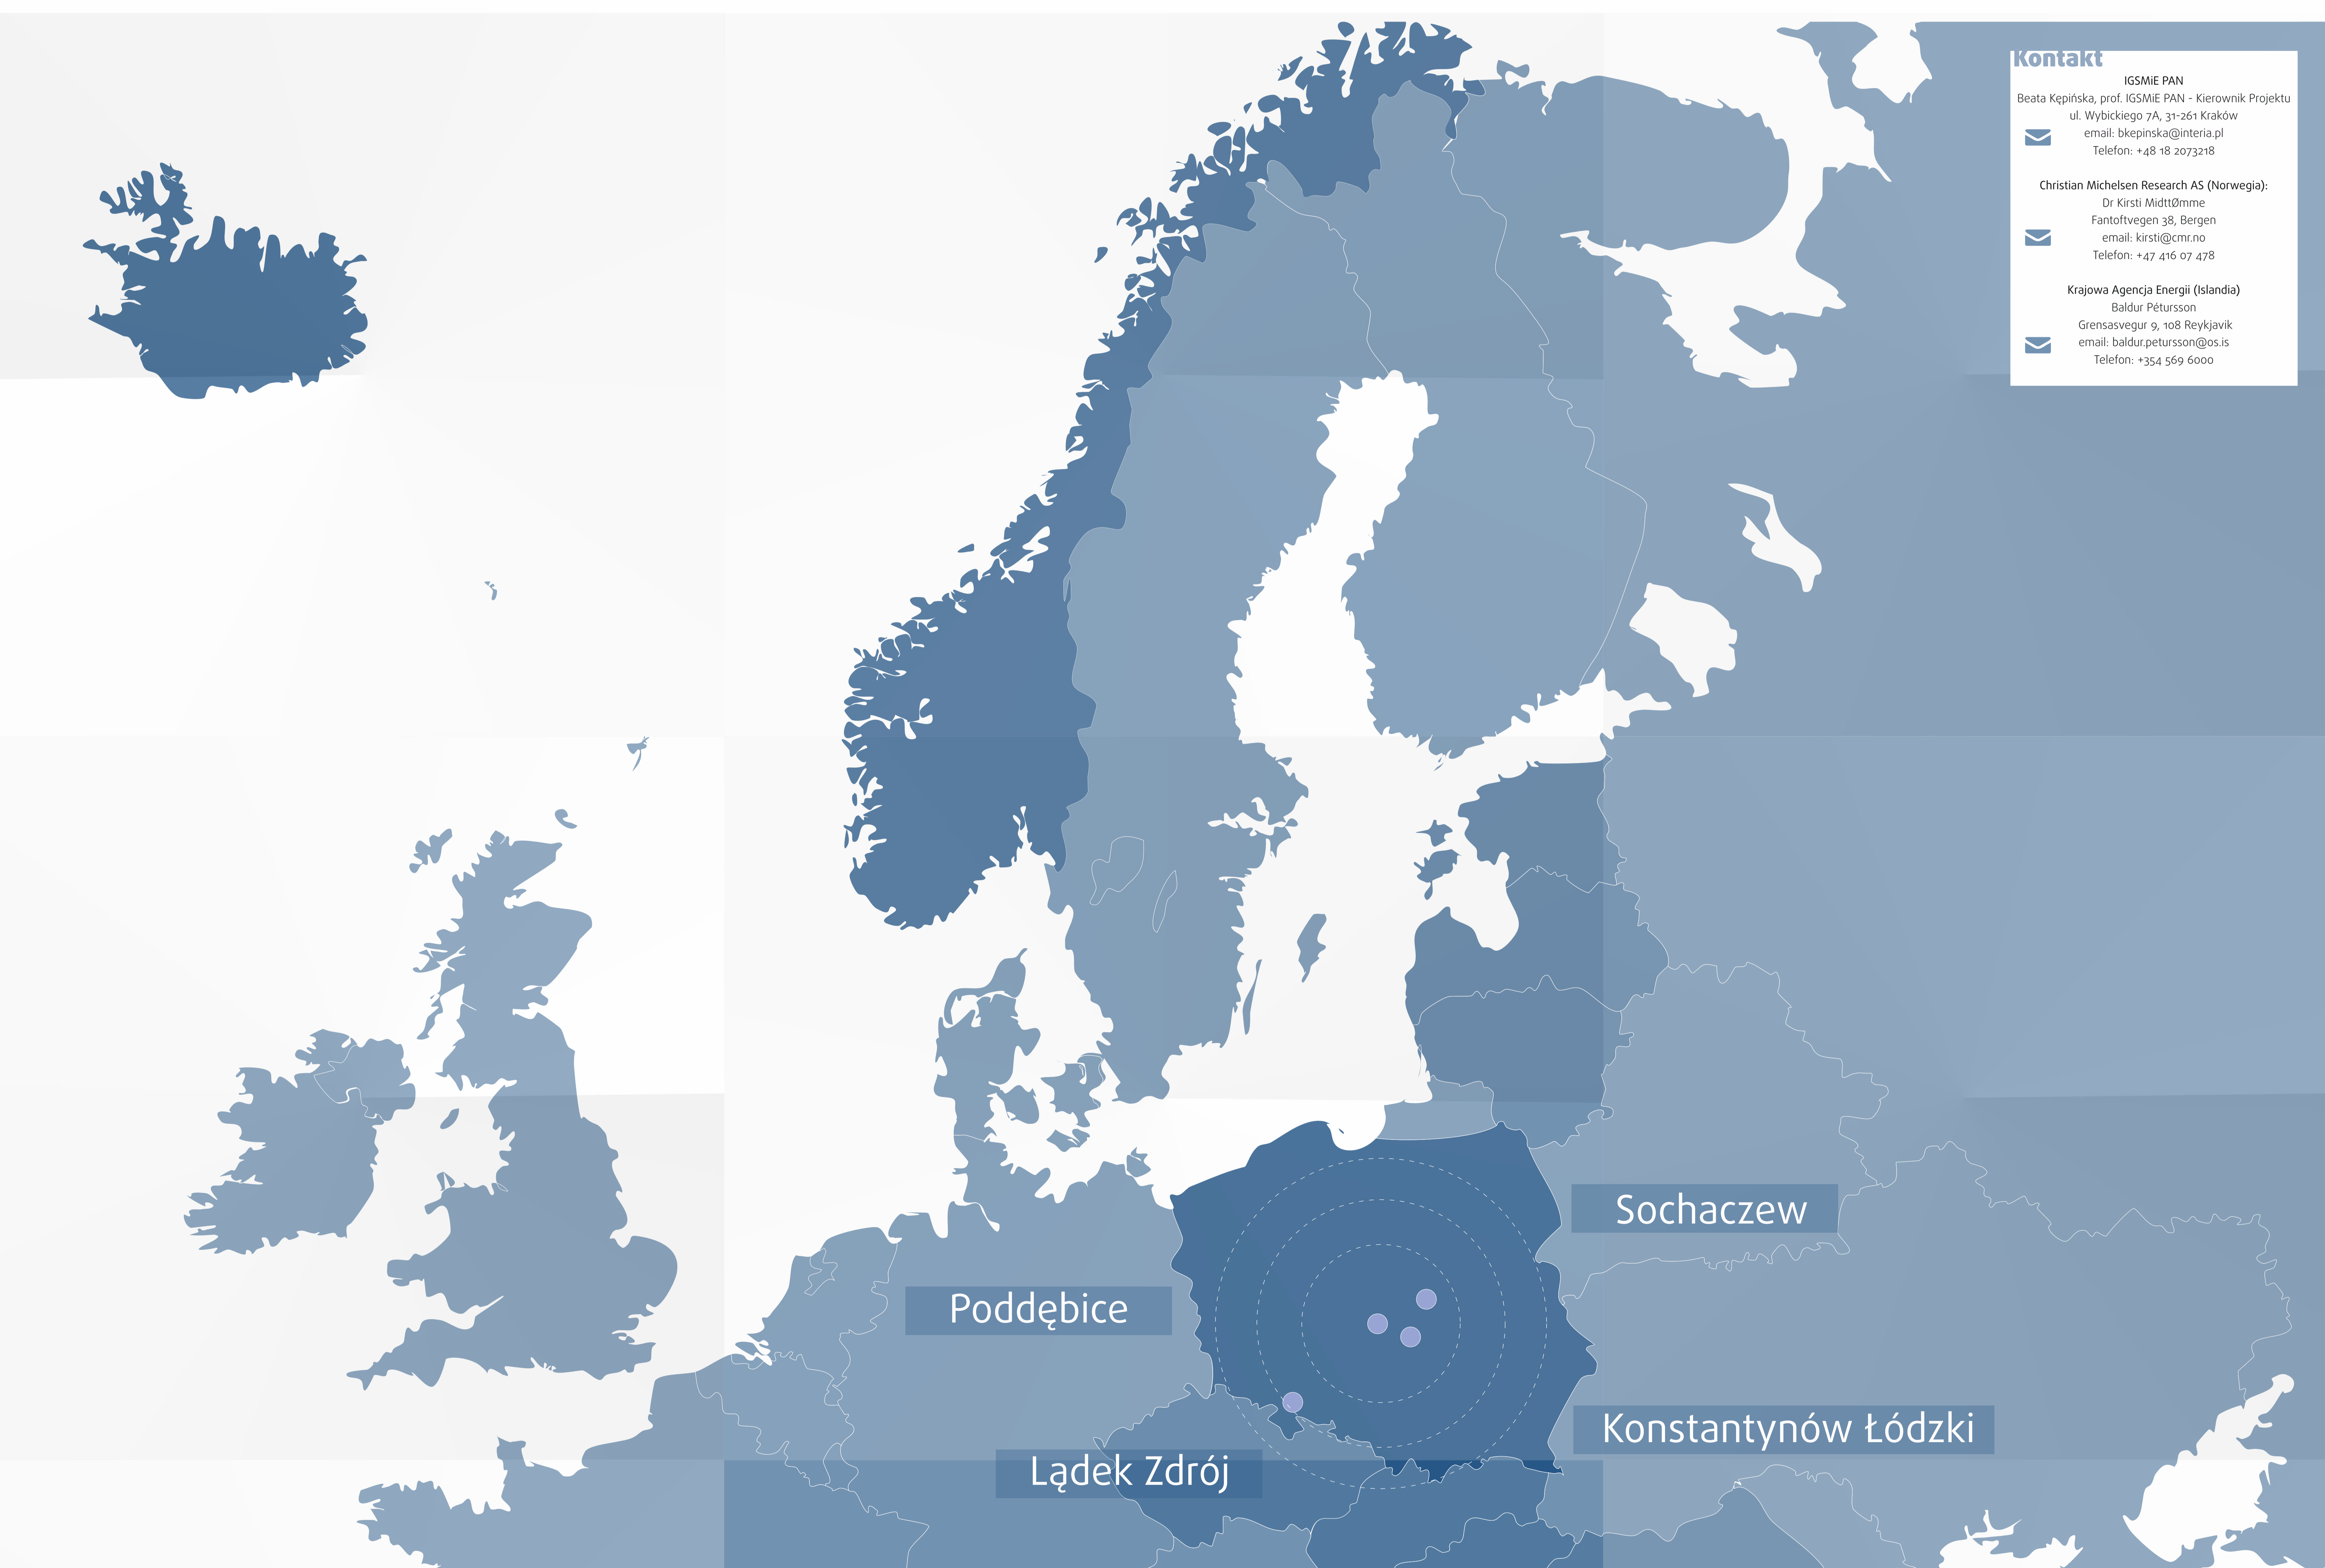 Kontakt
IGSMiE PAN
Beata Kępińska, prof. IGSMiE PAN - Kierownik Projektu
ul. Wybickiego 7A, 31-261 Kraków
email: bkepinska@interia.pl
Telefon: +48 18 2073218
Christian Michelsen Research AS (Norwegia):
Dr Kirsti MidttØmme
Fantoftvegen 38, Bergen
email: kirsti@cmr.no
Telefon: +47 416 07 478
Krajowa Agencja Energii (Islandia)
Baldur Pétursson
Grensasvegur 9, 108 Reykjavik
email: baldur.petursson@os.is
Telefon: +354 569 6000
Sochaczew
Poddębice
Konstantynów Łódzki
Lądek Zdrój